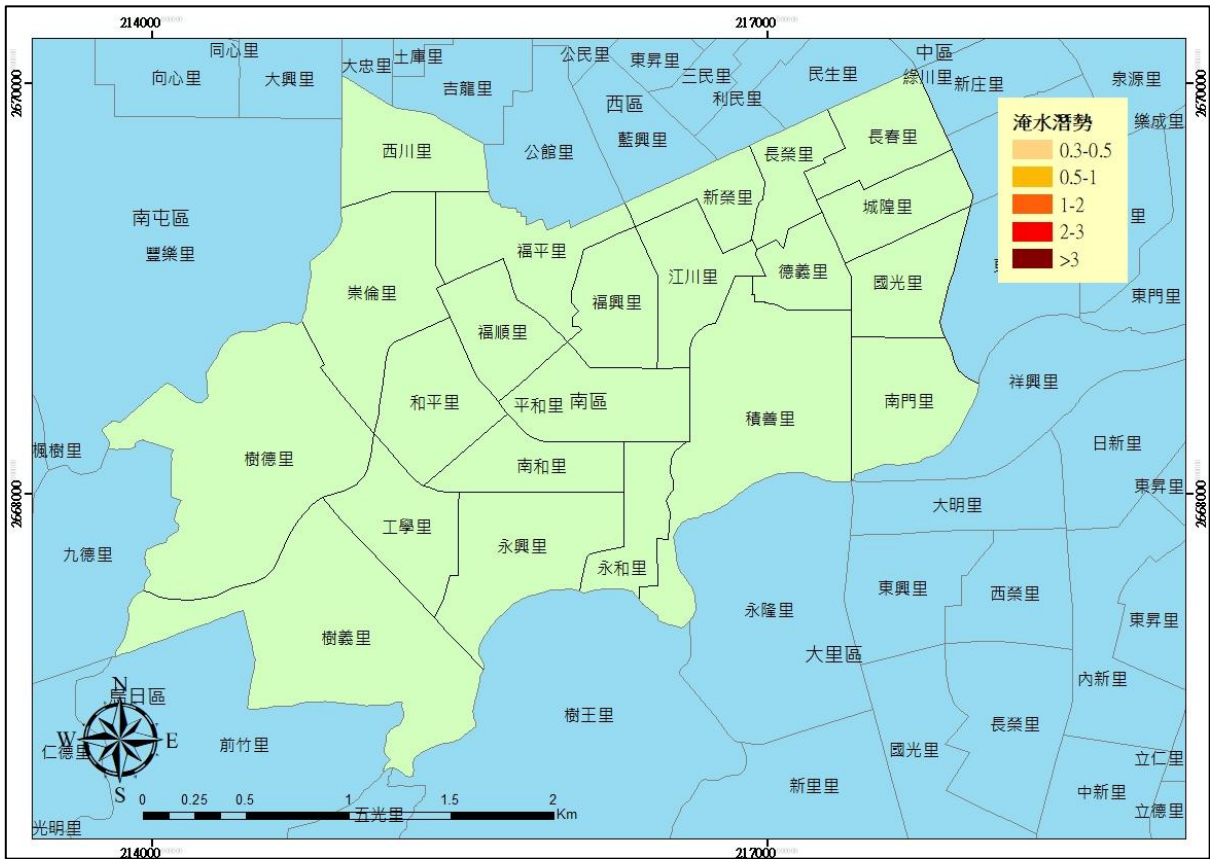 214000
217000
2670000
2670000
同心里
向心里
大興里
大忠里
土庫里
吉龍里
公民里
東昇里
三民里
利民里
民生里
中區
綠川里
新庄里
泉源里
西區
公館里
藍興里
樂成里
淹水潛勢
0.3-0.5
0.5-1
1-2
2-3
>3
里
東門里
西川里
長榮里
長春里
新榮里
城隍里
南屯區
豐樂里
福平里
江川里
德義里
國光里
崇倫里
福興里
福順里
祥興里
和平里
平和里
南區
積善里
南門里
楓樹里
樹德里
南和里
日新里
東昇里
2668000
2668000
大明里
工學里
永興里
永和里
九德里
東興里
西榮里
永隆里
東昇里
樹義里
大里區
內新里
N
烏日區
W
E
S
仁德里
前竹里
樹王里
國光里
長榮里
立仁里
新里里
中新里
立德里
0 0.25 0.5 1 1.5 2
Km
五光里
光明里
214000
217000